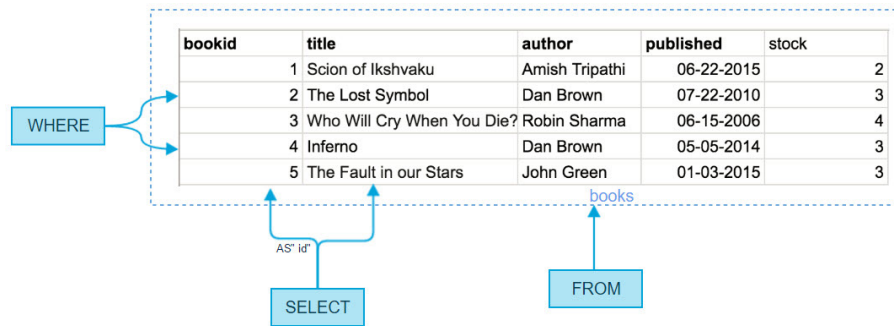 bookid title author published stock
1 Scion of Ikshvaku Amish Tripathi 06-22-2015 2
2 The Lost Symbol Dan Brown 07-22-2010 3
3 Who Will Cry When You Die? Robin Sharma 06-15-2006 4
4 Inferno Dan Brown 05-05-2014 3
5 The Fault in our Stars John Green 01-03-2015 3
WHERE
books
AS" id"
SELECT
FROM